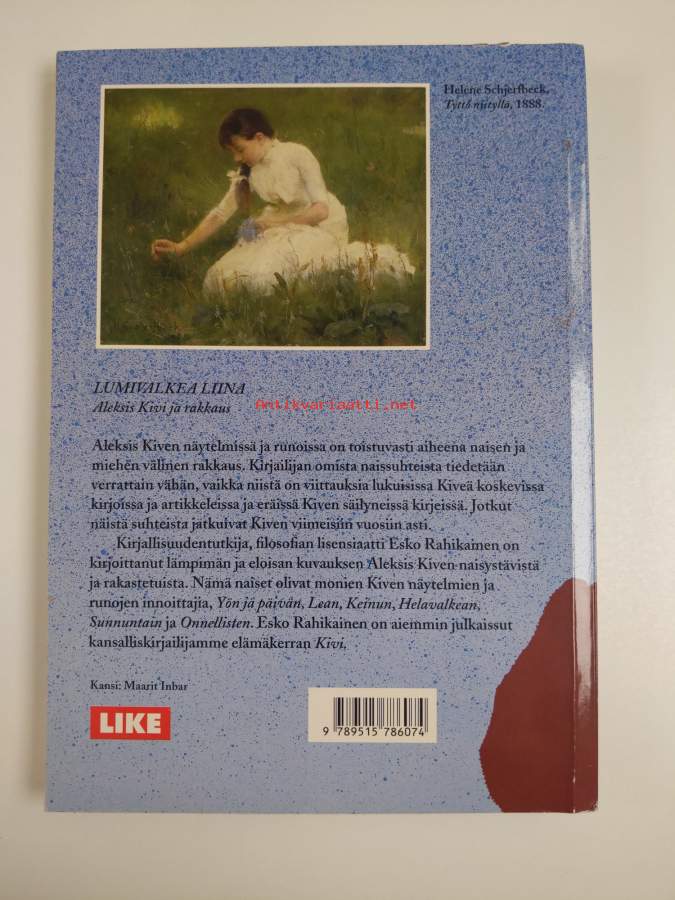 Helene Schjerfbeck,
Tyttö niityllä, 1888.
LUMIVALKEA LIINA
Aleksis Kivi ja rakkaus
Antikvariaatti.net
Aleksis Kiven näytelmissä ja runoissa on toistuvasti aiheena naisen ja
miehen välinen rakkaus. Kirjailijan omista naissuhteista tiedetään
verrattain vähän, vaikka niistä on viittauksia lukuisissa Kiveä koskevissa
kirjoissa ja artikkeleissa ja eräissä Kiven säilyneissä kirjeissä. Jotkut
näistä suhteista jatkuivat Kiven viimeisiin vuosiin asti.
Kirjallisuudentutkija, filosofian lisensiaatti Esko Rahikainen on
kirjoittanut lämpimän ja eloisan kuvauksen Aleksis Kiven naisystävistä
ja rakastetuista. Nämä naiset olivat monien Kiven näytelmien ja
runojen innoittajia, Yön ja päivän, Lean, Keinun, Helavalkean,
Sunnuntain ja Onnellisten. Esko Rahikainen on aiemmin julkaissut
kansalliskirjailijamme elämäkerran Kivi.
Kansi: Maarit Inbar
LIKE
9 789515 786074